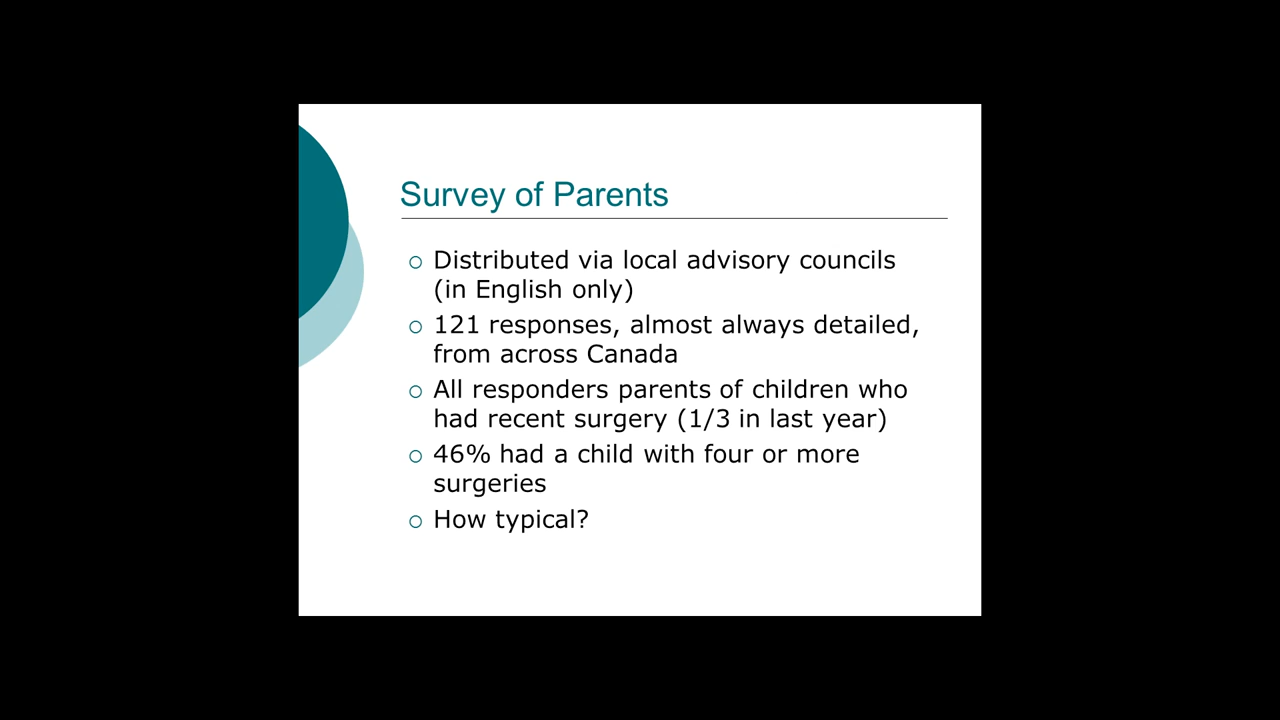 Survey of Parents
Distributed via local advisory councils
(in English only)
121 responses, almost always detailed,
from across Canada
All responders parents of children who
had recent surgery (1/3 in last year)
46% had a child with four or more
surgeries
How typical?